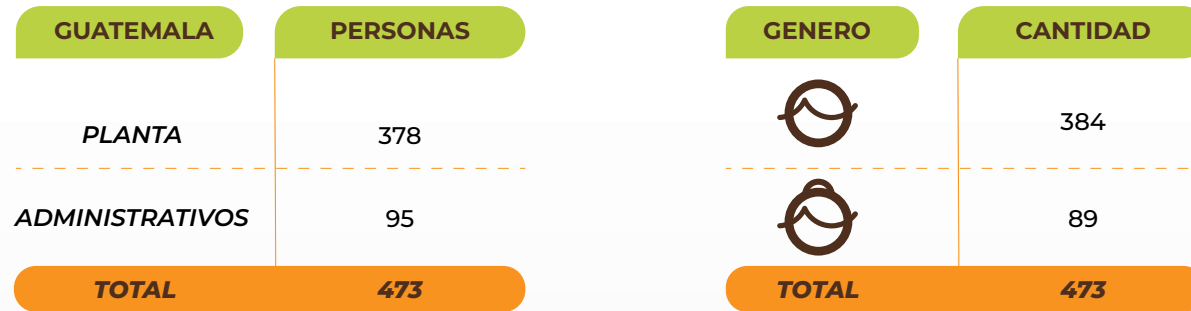 GUATEMALA PERSONAS
PLANTA 378
ADMINISTRATIVOS 95
TOTAL 473
GENERO CANTIDAD
384
89
TOTAL 473